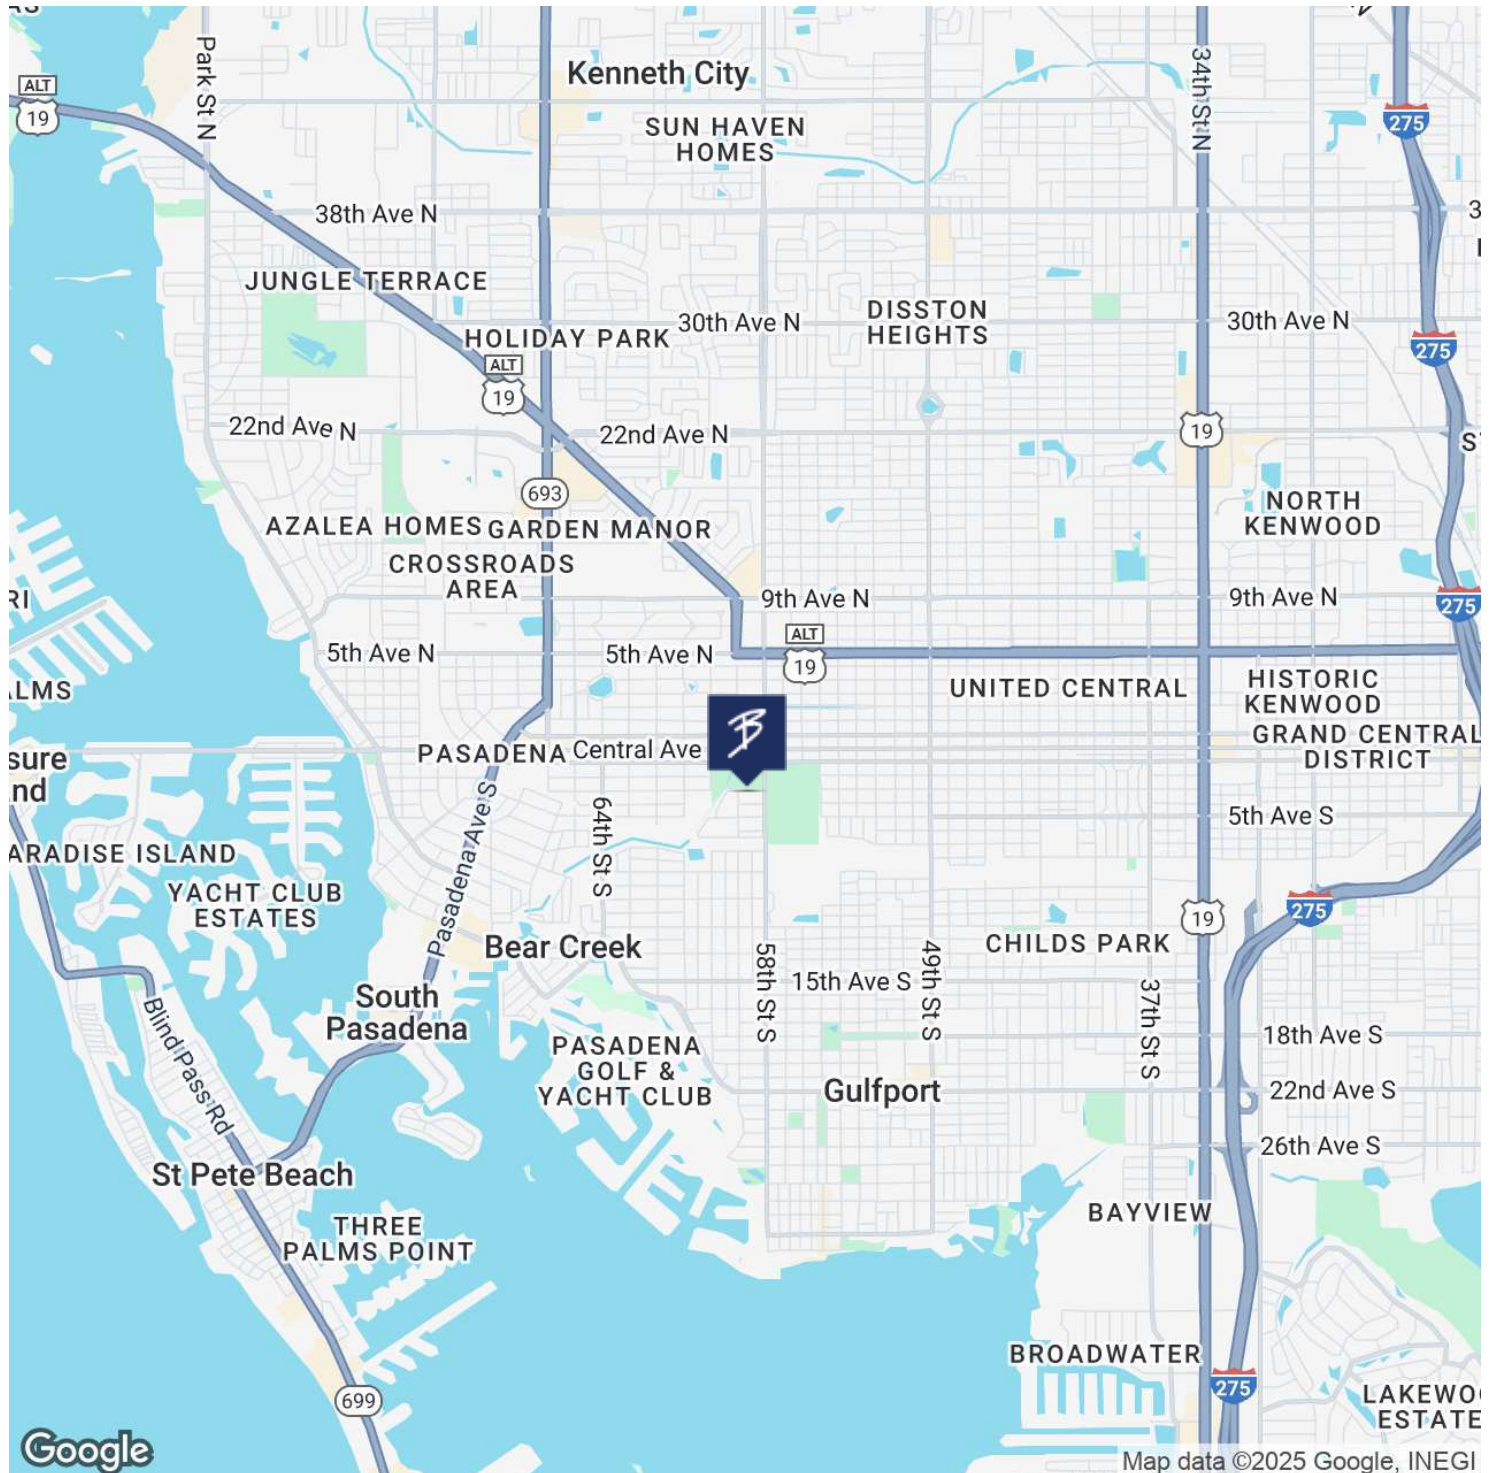 Park St N
34th St N
Kenneth City
ALT
19
275
SUN HAVEN
HOMES
38th Ave N
JUNGLE TERRACE
DISSTON
HEIGHTS
30th Ave N
30th Ave N
HOLIDAY PARK
275
ALT
19
22nd Ave N
22nd Ave N
19
693
NORTH
KENWOOD
AZALEA HOMES
GARDEN MANOR
CROSSROADS
AREA
9th Ave N
9th Ave N
275
ALT
19
5th Ave N
5th Ave N
UNITED CENTRAL
HISTORIC
KENWOOD
ALMS
B
GRAND CENTRAL
DISTRICT
PASADENA
Central Ave
sure
nd
Pasadena Ave S
64th St S
5th Ave S
ARADISE ISLAND
YACHT CLUB
ESTATES
275
19
Bear Creek
CHILDS PARK
58th St S
49th St S
15th Ave S
37th St S
South
Pasadena
Blind Pass Rd
18th Ave S
PASADENA
GOLF &
YACHT CLUB
Gulfport
22nd Ave S
26th Ave S
St Pete Beach
BAYVIEW
THREE
PALMS POINT
BROADWATER
275
699
LAKEWO
ESTATE
Google
Map data ©2025 Google, INEGI